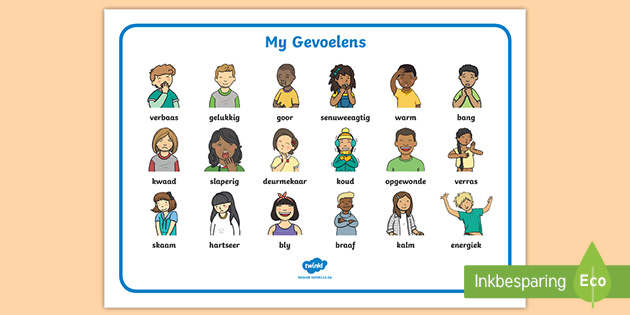 My Gevoelens
verbaas gelukkig goor senuweeagtig warm bang
kwaad slaperig deurmekaar koud opgewonde verras
skaam hartseer bly braaf kalm energiek
twinkl
Inkbesparing Eco